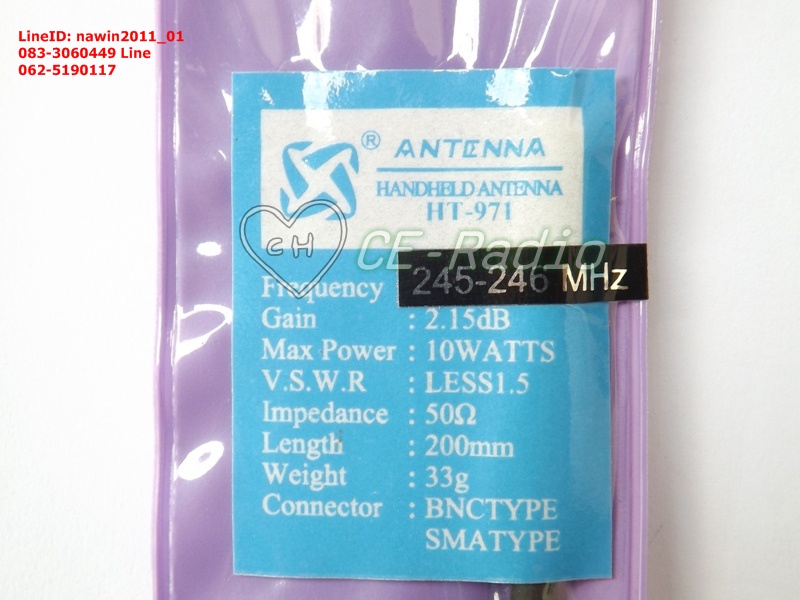 LineID: nawin2011_01
083-3060449 Line
062-5190117
® ANTENNA
HANDHELD ANTENNA
HT-971
CH CE-Radio
Frequency 245-246 MHz
Gain : 2.15dB
Max Power : 10WATTS
V.S.W.R : LESS1.5
Impedance : 50Ω
Length : 200mm
Weight : 33g
Connector : BNCTYPE
SMATYPE